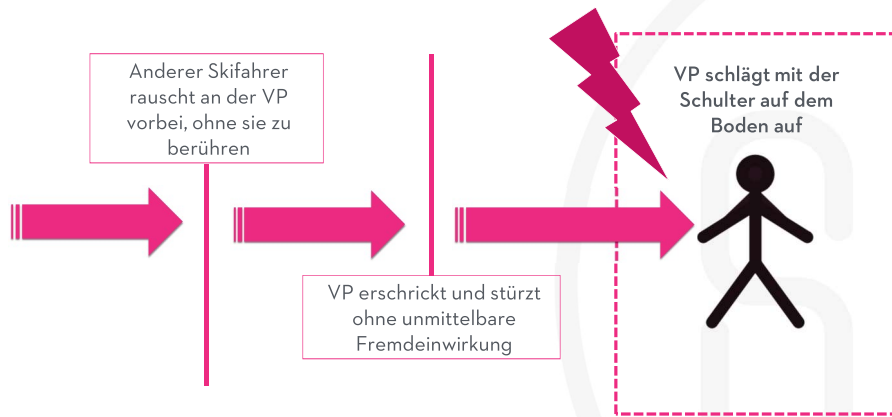 Anderer Skifahrer
rauscht an der VP
vorbei, ohne sie zu
berühren
VP erschrickt und stürzt
ohne unmittelbare
Fremdeinwirkung
VP schlägt mit der
Schulter auf dem
Boden auf